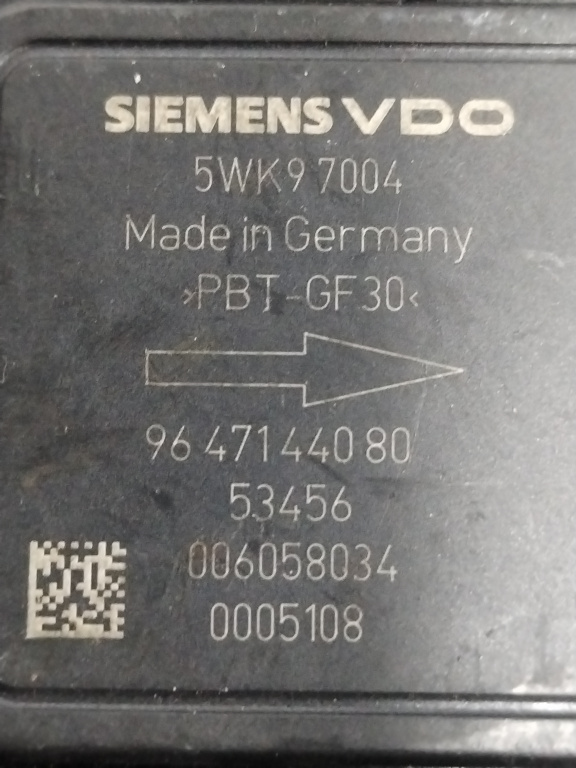 SIEMENS VDO
5WK9 7004
Made in Germany
>PBT-GF30<
96 471 440 80
53456
006058034
0005108